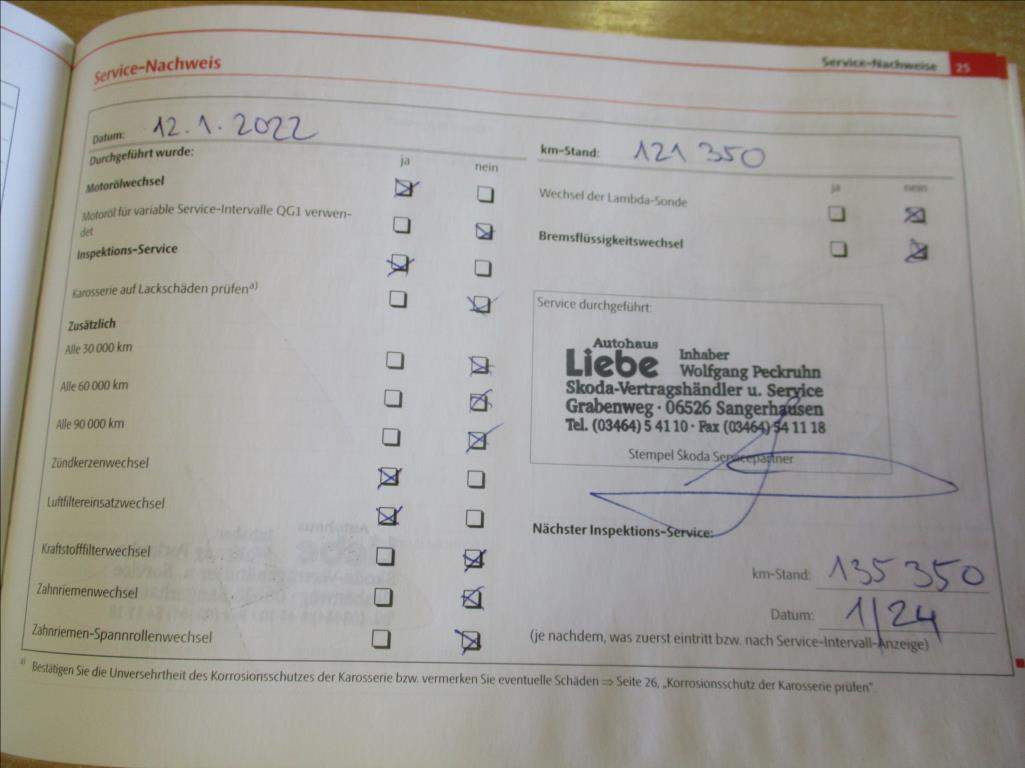 Service-Nachweis
Service-Nachweise 25
Datum: 12.1.2022
km-Stand: 121 350
Durchgeführt wurde:
ja nein
Motorölwechsel
Motoröl für variable Service-Intervalle QG1 verwen-
det
Inspektions-Service
Karosserie auf Lackschäden prüfen a)
Zusätzlich
Alle 30 000 km
Alle 60 000 km
Alle 90 000 km
Zündkerzenwechsel
Luftfiltereinsatzwechsel
Kraftstofffilterwechsel
Zahnriemenwechsel
Zahnriemen-Spannrollenwechsel
ja nein
Wechsel der Lambda-Sonde
Bremsflüssigkeitswechsel
Service durchgeführt:
Autohaus
Liebe Inhaber
Wolfgang Peckruhn
Skoda-Vertragshändler u. Service
Grabenweg · 06526 Sangerhausen
Tel. (03464) 5 41 10 · Fax (03464) 54 11 18
Stempel Skoda Servicepartner
Nächster Inspektions-Service:
km-Stand: 135 350
Datum: 1/24
(je nachdem, was zuerst eintritt bzw. nach Service-Intervall-Anzeige)
a) Bestätigen Sie die Unversehrtheit des Korrosionsschutzes der Karosserie bzw. vermerken Sie eventuelle Schäden ⇒ Seite 26, „Korrosionsschutz der Karosserie prüfen".